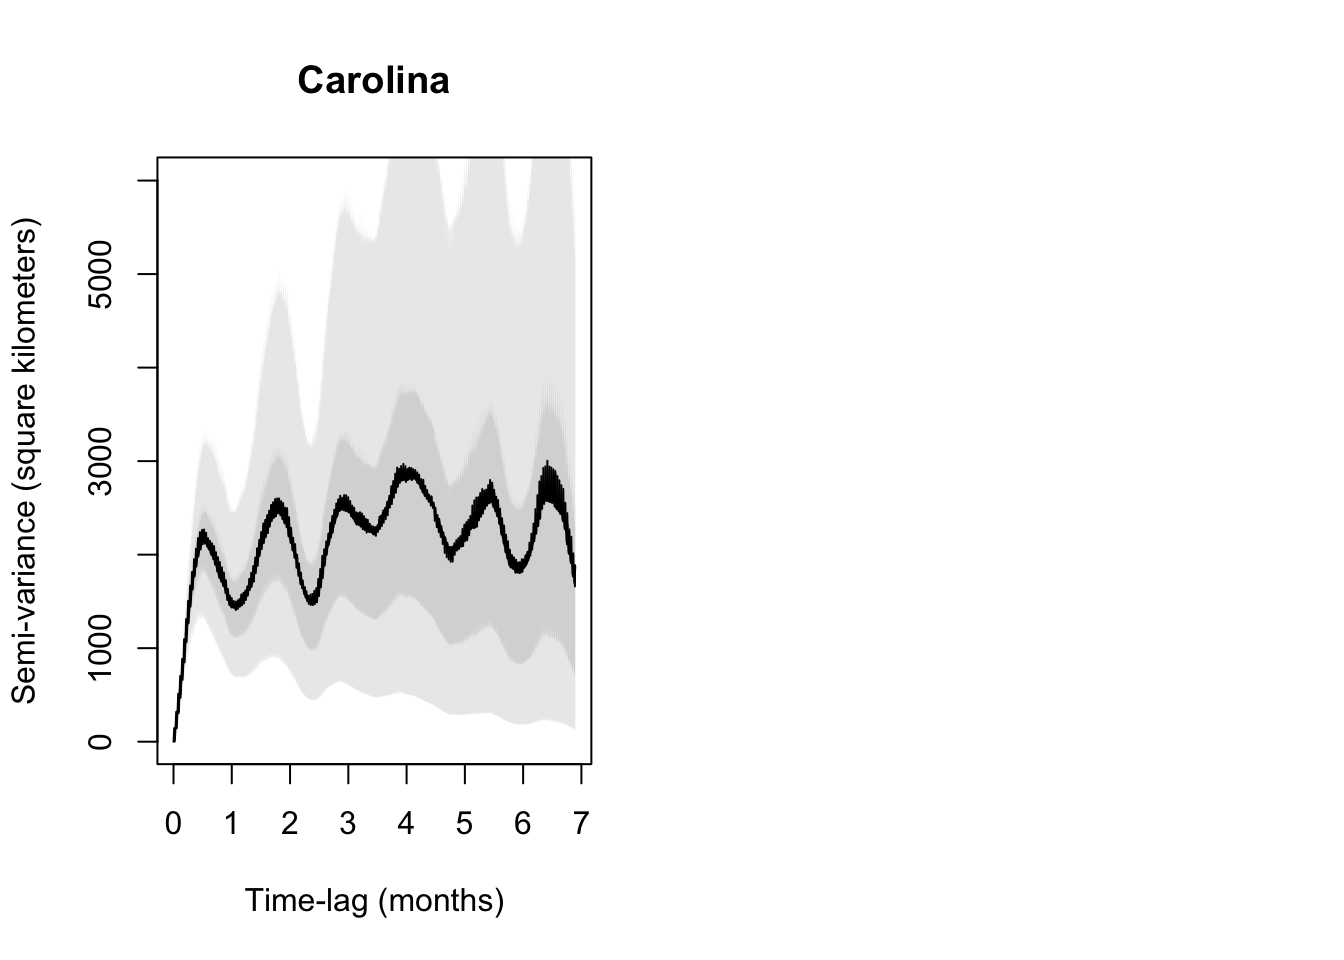 Carolina
Semi-variance (square kilometers)
5000
3000
1000
0
0 1 2 3 4 5 6 7
Time-lag (months)